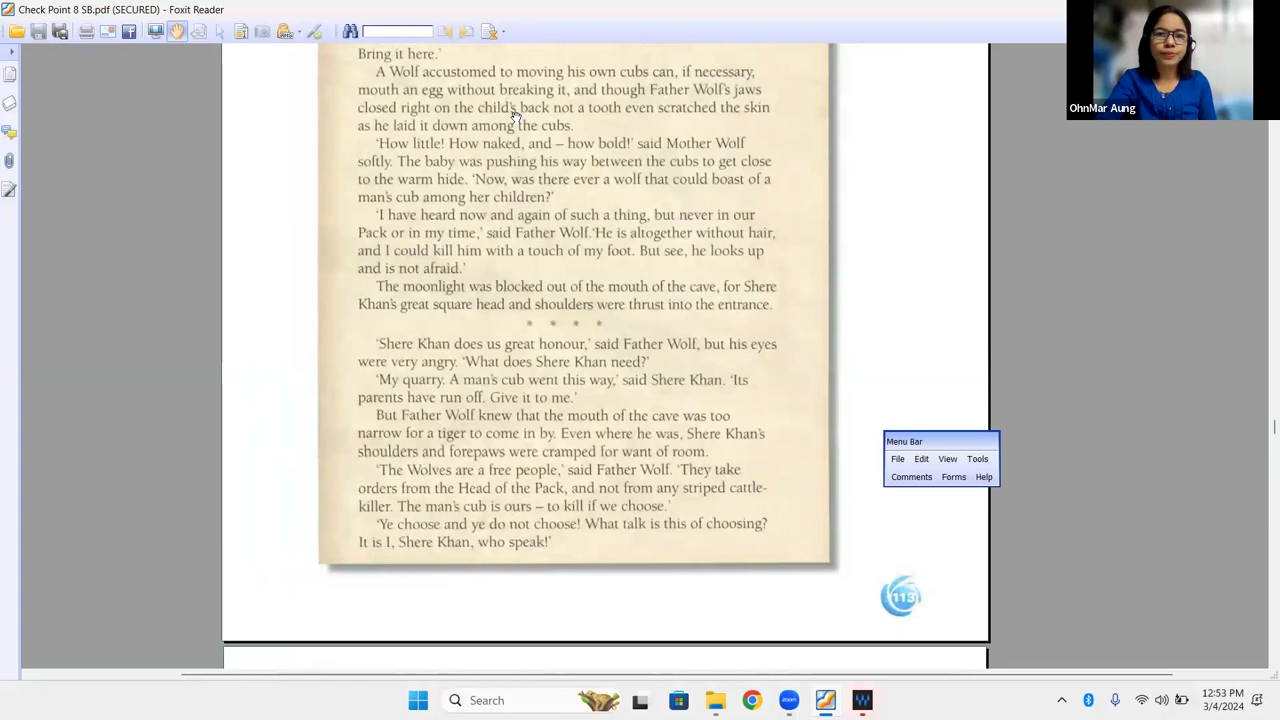 Check Point 8 SB.pdf (SECURED) - Foxit Reader
OhnMar Aung
Bring it here.'
A Wolf accustomed to moving his own cubs can, if necessary,
mouth an egg without breaking it, and though Father Wolf's jaws
closed right on the child's back not a tooth even scratched the skin
as he laid it down among the cubs.
'How little! How naked, and – how bold!' said Mother Wolf
softly. The baby was pushing his way between the cubs to get close
to the warm hide. 'Now, was there ever a wolf that could boast of a
man's cub among her children?'
'I have heard now and again of such a thing, but never in our
Pack or in my time,' said Father Wolf. 'He is altogether without hair,
and I could kill him with a touch of my foot. But see, he looks up
and is not afraid.'
The moonlight was blocked out of the mouth of the cave, for Shere
Khan's great square head and shoulders were thrust into the entrance.
* * * *
'Shere Khan does us great honour,' said Father Wolf, but his eyes
were very angry. 'What does Shere Khan need?'
'My quarry. A man's cub went this way,' said Shere Khan. 'Its
parents have run off. Give it to me.'
But Father Wolf knew that the mouth of the cave was too
narrow for a tiger to come in by. Even where he was, Shere Khan's
shoulders and forepaws were cramped for want of room.
'The Wolves are a free people,' said Father Wolf. 'They take
orders from the Head of the Pack, and not from any striped cattle-
killer. The man's cub is ours – to kill if we choose.'
'Ye choose and ye do not choose! What talk is this of choosing?
It is I, Shere Khan, who speak!'
113
Menu Bar
File Edit View Tools
Comments Forms Help
Search
zoom
W
12:53 PM
3/4/2024